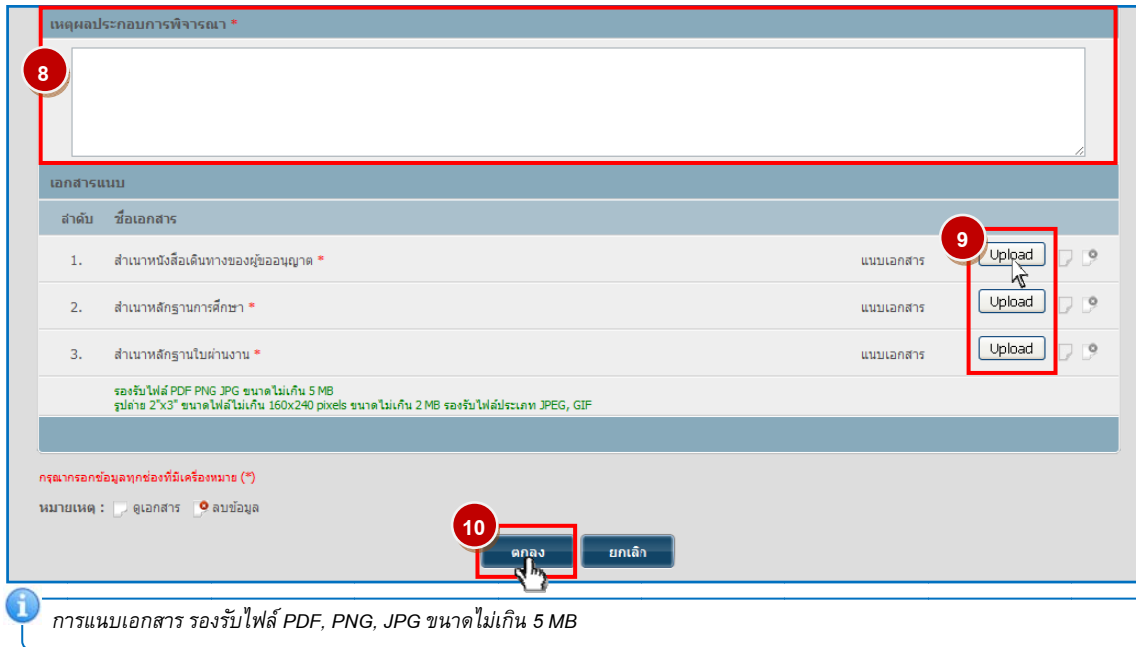 เหตุผลประกอบการพิจารณา *
8
เอกสารแนบ
ลำดับ ชื่อเอกสาร
9
1. สำเนาหนังสือเดินทางของผู้ขออนุญาต * แนบเอกสาร Upload
2. สำเนาหลักฐานการศึกษา * แนบเอกสาร Upload
3. สำเนาหลักฐานใบผ่านงาน * แนบเอกสาร Upload
รองรับไฟล์ PDF PNG JPG ขนาดไม่เกิน 5 MB
รูปถ่าย 2"x3" ขนาดไฟล์ไม่เกิน 160x240 pixels ขนาดไม่เกิน 2 MB รองรับไฟล์ประเภท JPEG, GIF
กรุณากรอกข้อมูลทุกช่องที่มีเครื่องหมาย (*)
หมายเหตุ : ดูเอกสาร ลบข้อมูล
10
ตกลง ยกเลิก
การแนบเอกสาร รองรับไฟล์ PDF, PNG, JPG ขนาดไม่เกิน 5 MB